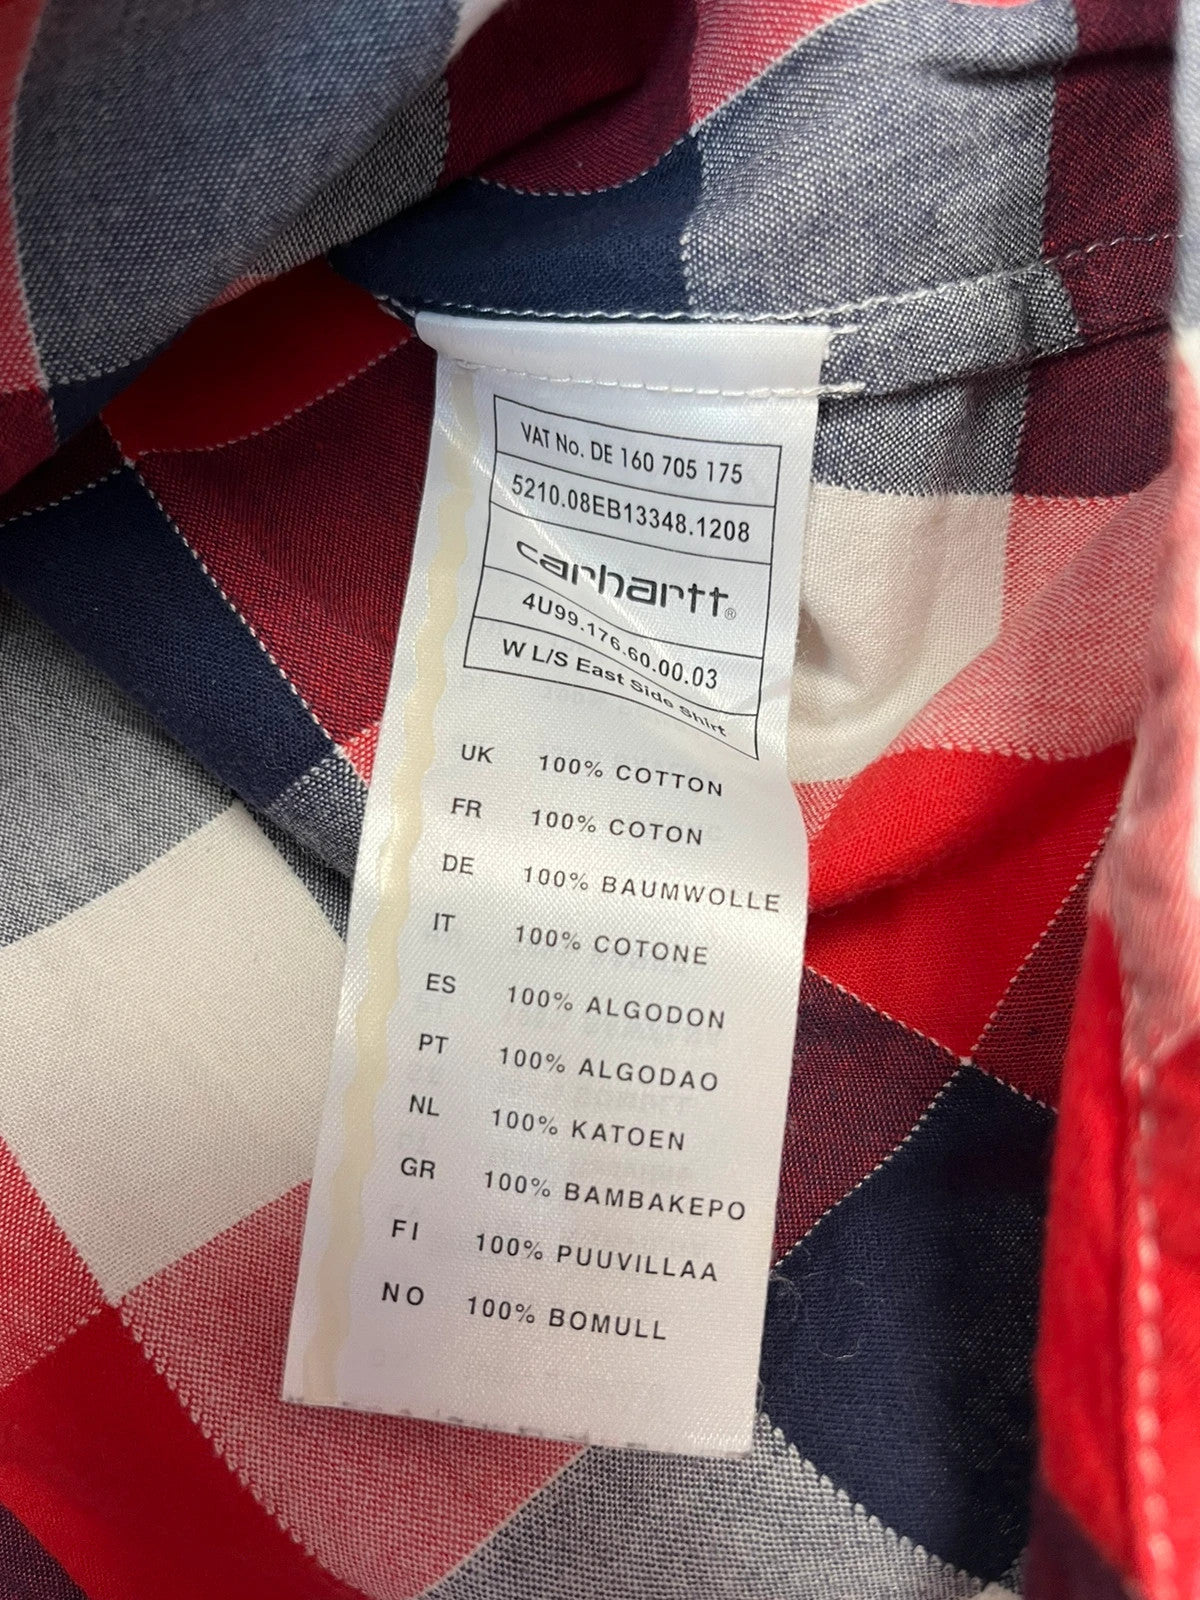 VAT No. DE 160 705 175
5210.08EB13348.1208
carhartt®
4U99.176.60.00.03
W L/S East Side Shirt
UK 100% COTTON
FR 100% COTON
DE 100% BAUMWOLLE
IT 100% COTONE
ES 100% ALGODON
PT 100% ALGODAO
NL 100% KATOEN
GR 100% BAMBAKEPO
FI 100% PUUVILLAA
NO 100% BOMULL